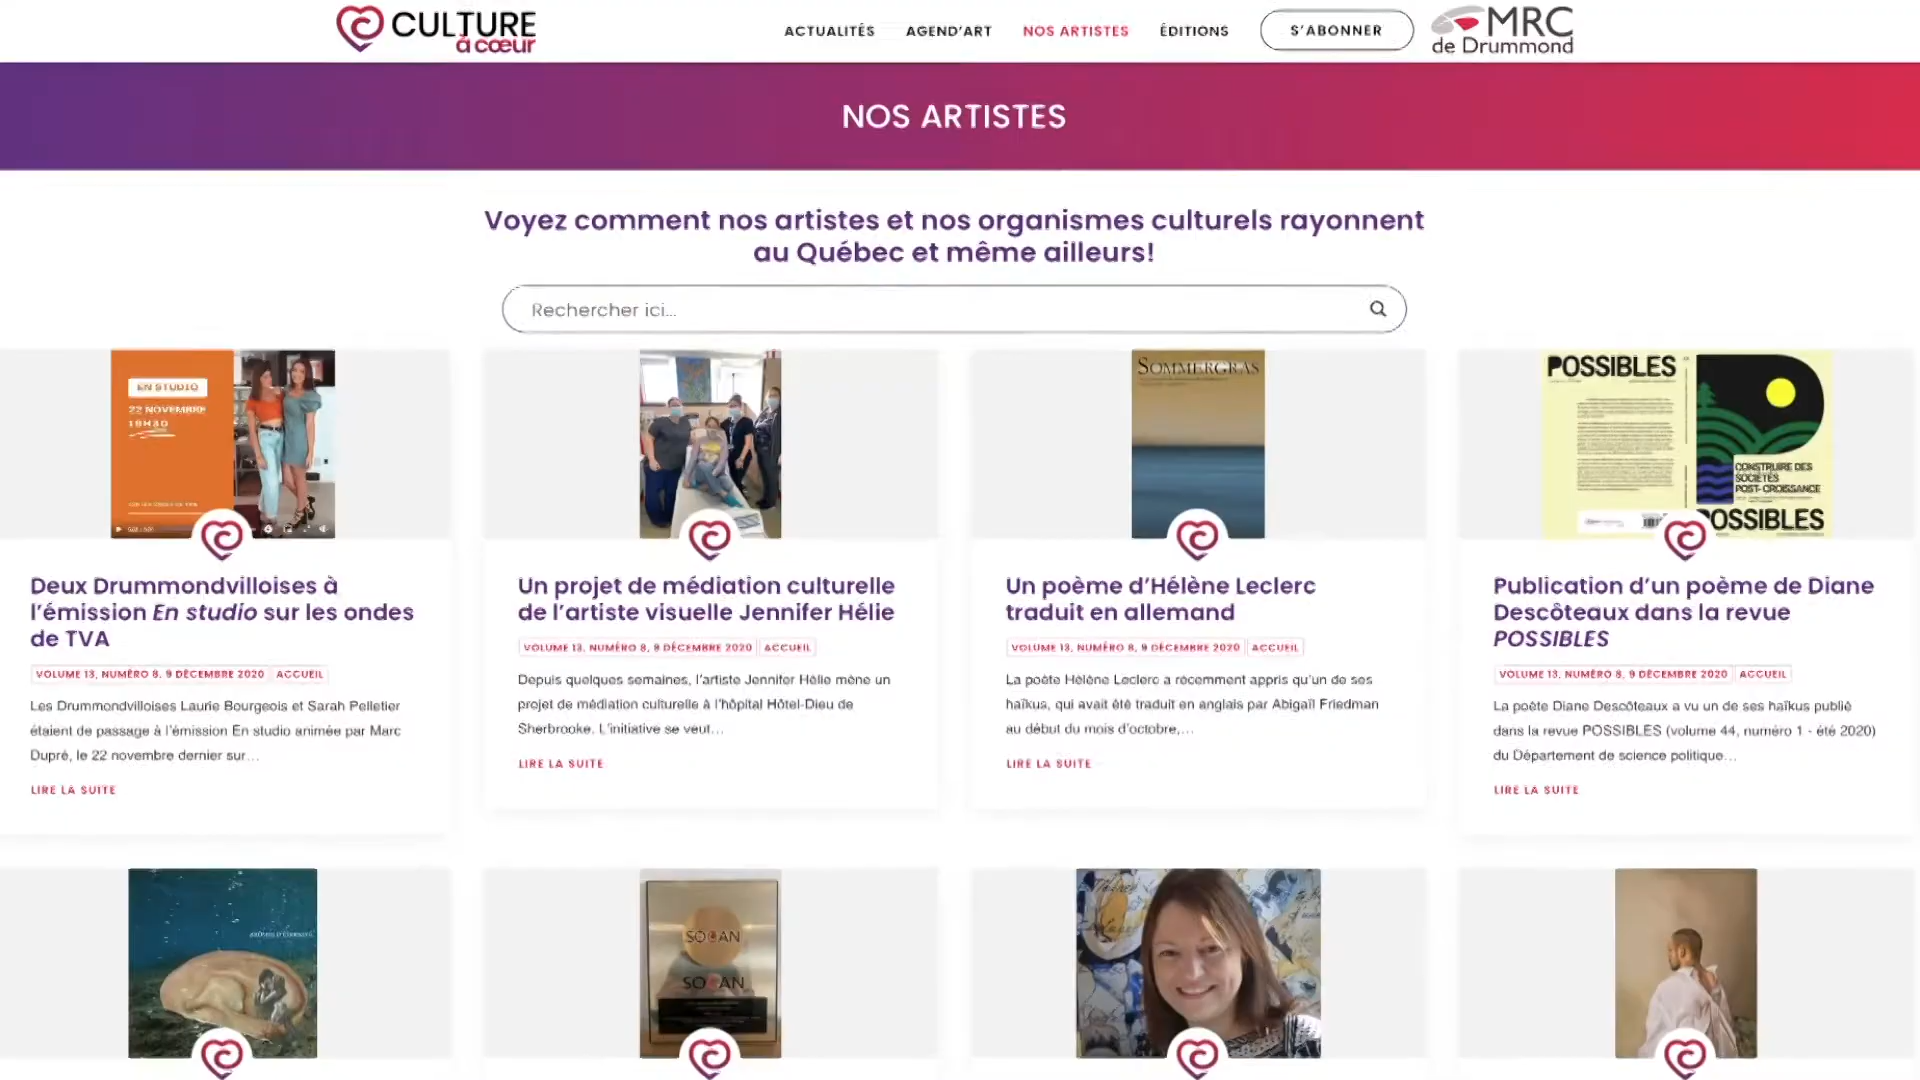 CULTURE
à cœur
ACTUALITÉS
AGEND'ART
NOS ARTISTES
ÉDITIONS
S'ABONNER
MRC
de Drummond
NOS ARTISTES
Voyez comment nos artistes et nos organismes culturels rayonnent
au Québec et même ailleurs!
Rechercher ici...
EN STUDIO
22 NOVEMBRE
19H30
SOMMERGRAS
POSSIBLES
CONSTRUIRE DES
SOCIÉTÉS
POST-CROISSANCE
POSSIBLES
Deux Drummondvilloises à
l'émission En studio sur les ondes
de TVA
VOLUME 13, NUMÉRO 8, 9 DÉCEMBRE 2020
ACCUEIL
Les Drummondvilloises Laurie Bourgeois et Sarah Pelletier
étaient de passage à l'émission En studio animée par Marc
Dupré, le 22 novembre dernier sur…
LIRE LA SUITE
Un projet de médiation culturelle
de l'artiste visuelle Jennifer Hélie
VOLUME 13, NUMÉRO 8, 9 DÉCEMBRE 2020
ACCUEIL
Depuis quelques semaines, l'artiste Jennifer Hélie mène un
projet de médiation culturelle à l'hôpital Hôtel-Dieu de
Sherbrooke. L'initiative se veut…
LIRE LA SUITE
Un poème d'Hélène Leclerc
traduit en allemand
VOLUME 13, NUMÉRO 8, 9 DÉCEMBRE 2020
ACCUEIL
La poète Hélène Leclerc a récemment appris qu'un de ses
haïkus, qui avait été traduit en anglais par Abigaïl Friedman
au début du mois d'octobre,…
LIRE LA SUITE
Publication d'un poème de Diane
Descôteaux dans la revue
POSSIBLES
VOLUME 13, NUMÉRO 8, 9 DÉCEMBRE 2020
ACCUEIL
La poète Diane Descôteaux a vu un de ses haïkus publié
dans la revue POSSIBLES (volume 44, numéro 1 - été 2020)
du Département de science politique…
LIRE LA SUITE
SOCAN
SOCAN